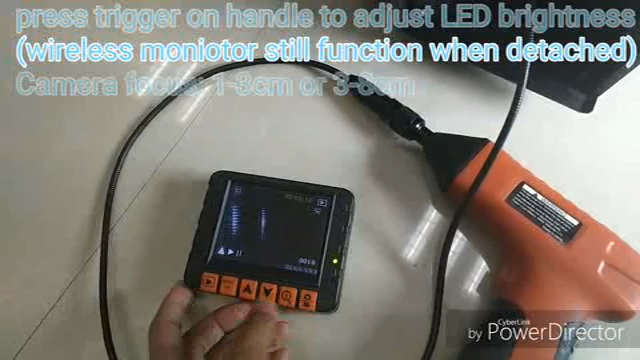 press trigger on handle to adjust LED brightness
(wireless moniotor still function when detached)
Camera focus: 1-3cm or 3-8cm
CyberLink
by PowerDirector